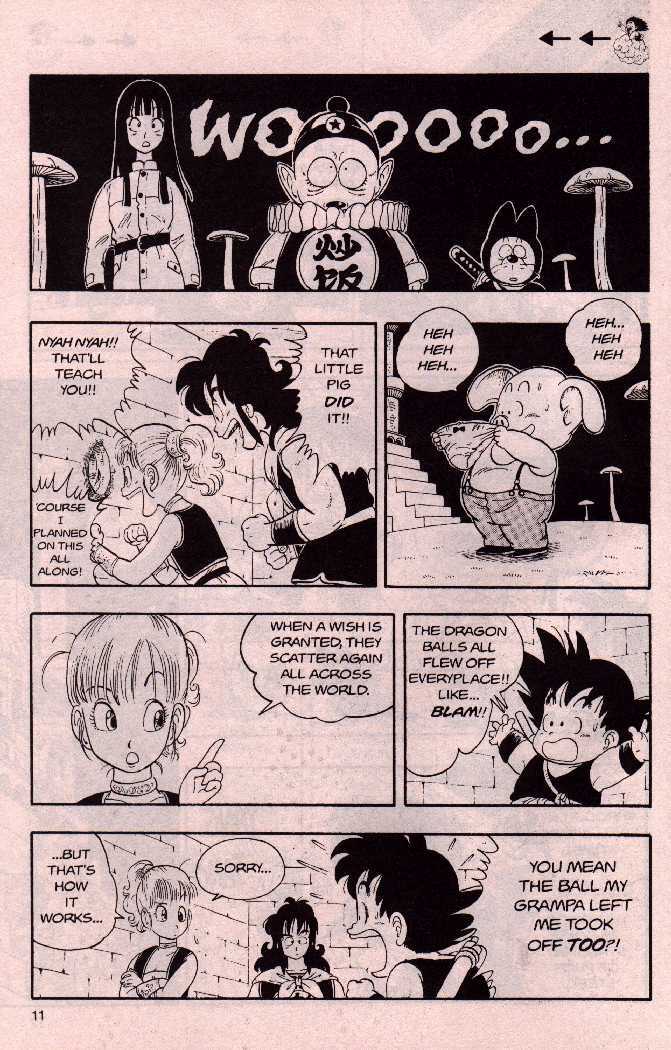 WOOOOOO...
炒
飯
HEH...
HEH
HEH
HEH
HEH
HEH...
THAT
LITTLE
PIG
DID
IT!!
NYAH NYAH!!
THAT'LL
TEACH
YOU!!
'COURSE
I
PLANNED
ON THIS
ALL
ALONG!
THE DRAGON
BALLS ALL
FLEW OFF
EVERYPLACE!!
LIKE...
BLAM!!
WHEN A WISH IS
GRANTED, THEY
SCATTER AGAIN
ALL ACROSS
THE WORLD.
YOU MEAN
THE BALL MY
GRAMPA LEFT
ME TOOK
OFF TOO?!
SORRY...
...BUT
THAT'S
HOW
IT
WORKS...
11